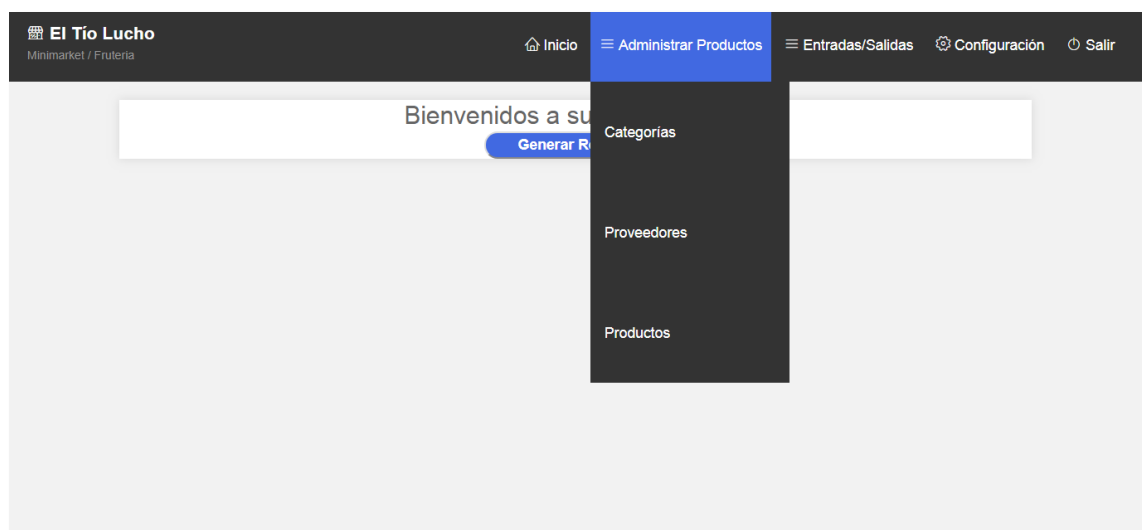 El Tío Lucho
Minimarket / Fruteria
Inicio
Administrar Productos
Entradas/Salidas
Configuración
Salir
Bienvenidos a su
Generar
Categorías
Proveedores
Productos